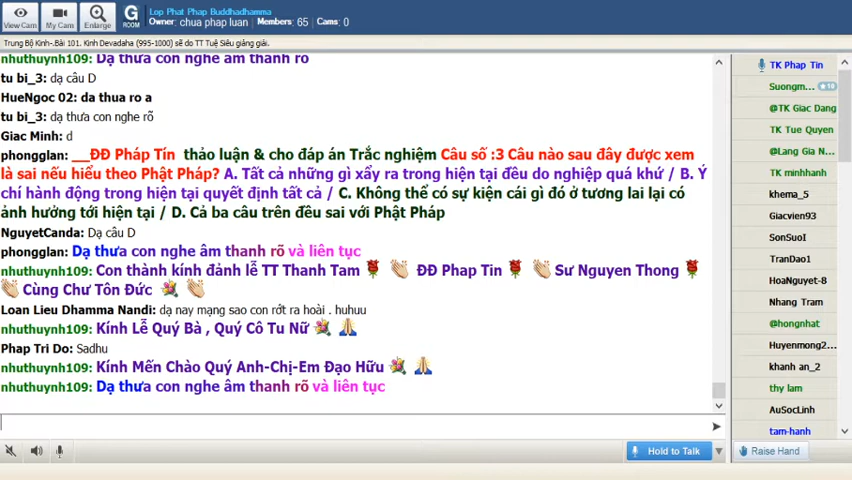 View Cam
My Cam
Enlarge
G
ROOM
Lop Phat Phap Buddhadhamma
Owner: chua phap luan Members: 65 Cams: 0
Trung Bộ Kinh-.Bài 101. Kinh Devadaha (995-1000) sẽ do TT Tuệ Siêu giảng giải.
nhuthuynh109: Dạ thưa con nghe âm thanh rõ
tu bi_3: dạ câu D
HueNgoc 02: da thua ro a
tu bi_3: dạ thưa con nghe rõ
Giac Minh: d
phongglan: __ĐĐ Pháp Tín thảo luận & cho đáp án Trắc nghiệm Câu số :3 Câu nào sau đây được xem
là sai nếu hiểu theo Phật Pháp? A. Tất cả những gì xẩy ra trong hiện tại đều do nghiệp quá khứ / B. Ý
chí hành động trong hiện tại quyết định tất cả / C. Không thể có sự kiện cái gì đó ở tương lai lại có
ảnh hưởng tới hiện tại / D. Cả ba câu trên đều sai với Phật Pháp
NguyetCanda: Dạ câu D
phongglan: Dạ thưa con nghe âm thanh rõ và liên tục
nhuthuynh109: Con thành kính đảnh lễ TT Thanh Tam 🌹 👏 ĐĐ Phap Tin 🌹 👏 Sư Nguyen Thong 🌹
👏 Cùng Chư Tôn Đức 💐 👏
Loan Lieu Dhamma Nandi: dạ nay mạng sao con rớt ra hoài . huhuu
nhuthuynh109: Kính Lễ Quý Bà , Quý Cô Tu Nữ 💐 🙏
Phap Tri Do: Sadhu
nhuthuynh109: Kính Mến Chào Quý Anh-Chị-Em Đạo Hữu 💐 🙏
nhuthuynh109: Dạ thưa con nghe âm thanh rõ và liên tục
Hold to Talk
TK Phap Tin
Suongm... 10
@TK Giac Dang
TK Tue Quyen
@Lang Gia N...
TK minhhanh
khema_5
Giacvien93
SonSuoI
TranDao1
HoaNguyet-8
Nhang Tram
@hongnhat
Huyenmong2...
khanh an_2
thy lam
AuSocLinh
tam-hanh
Raise Hand